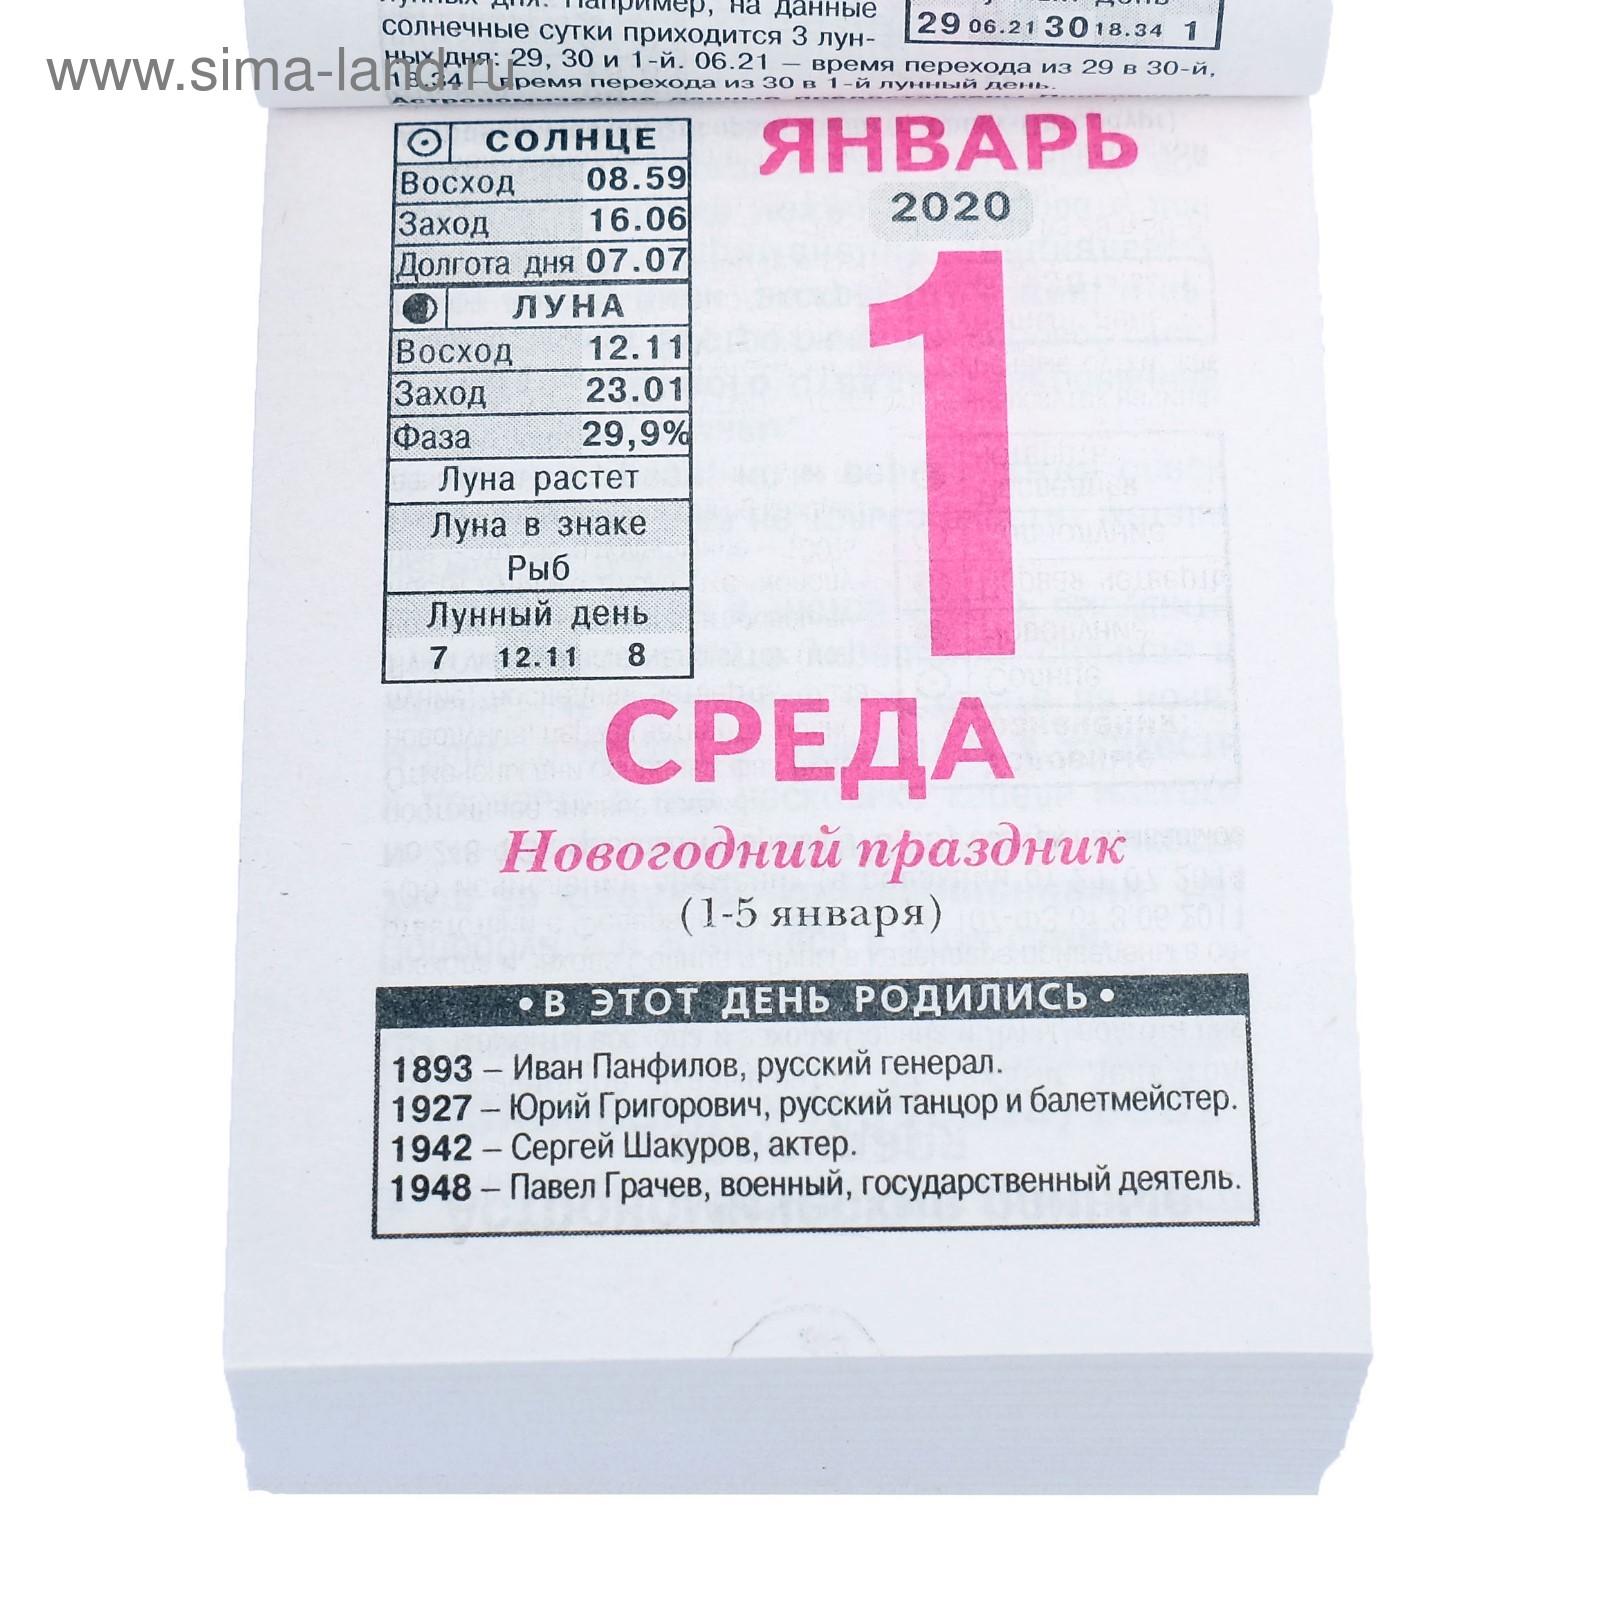 лунных дня. Например, на данные
солнечные сутки приходится 3 лун-
ных дня: 29, 30 и 1-й. 06.21 – время перехода из 29 в 30-й,
18.34 – время перехода из 30 в 1-й лунный день.
29 06.21 30 18.34 1
www.sima-land.ru
СОЛНЦЕ
Восход 08.59
Заход 16.06
Долгота дня 07.07
ЛУНА
Восход 12.11
Заход 23.01
Фаза 29,9%
Луна растет
Луна в знаке
Рыб
Лунный день
7 12.11 8
ЯНВАРЬ
2020
1
СРЕДА
Новогодний праздник
(1-5 января)
•В ЭТОТ ДЕНЬ РОДИЛИСЬ•
1893 – Иван Панфилов, русский генерал.
1927 – Юрий Григорович, русский танцор и балетмейстер.
1942 – Сергей Шакуров, актер.
1948 – Павел Грачев, военный, государственный деятель.